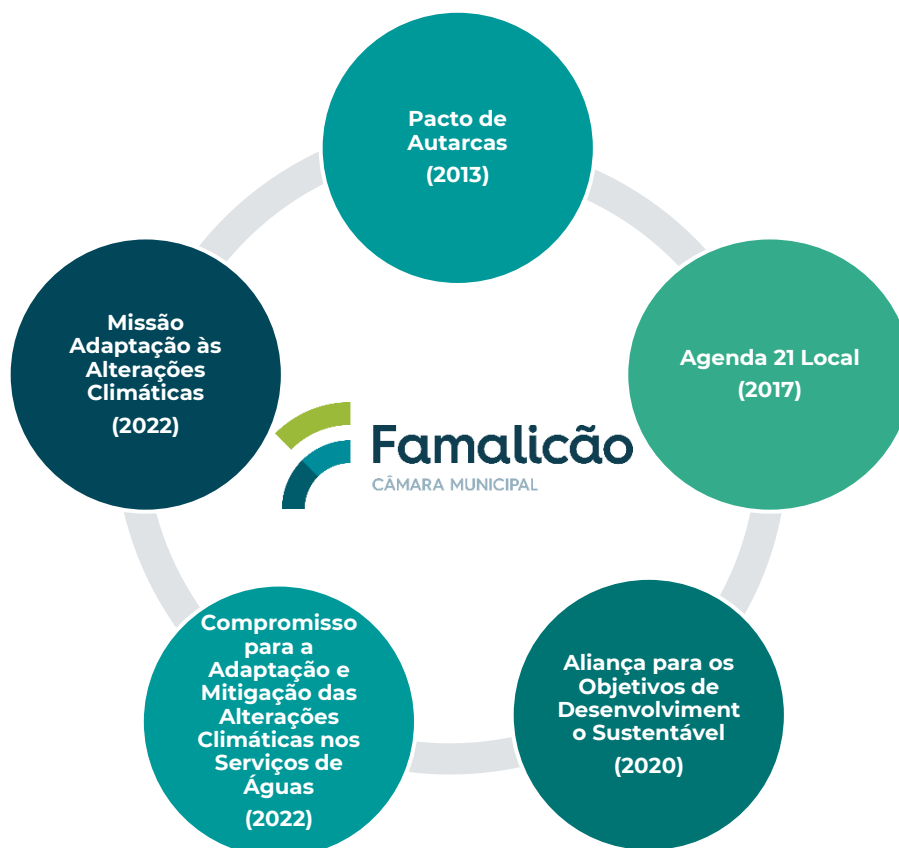 Pacto de
Autarcas
(2013)
Agenda 21 Local
(2017)
Aliança para os
Objetivos de
Desenvolviment
o Sustentável
(2020)
Compromisso
para a
Adaptação e
Mitigação das
Alterações
Climáticas nos
Serviços de
Águas
(2022)
Missão
Adaptação às
Alterações
Climáticas
(2022)
Famalicão
CÂMARA MUNICIPAL